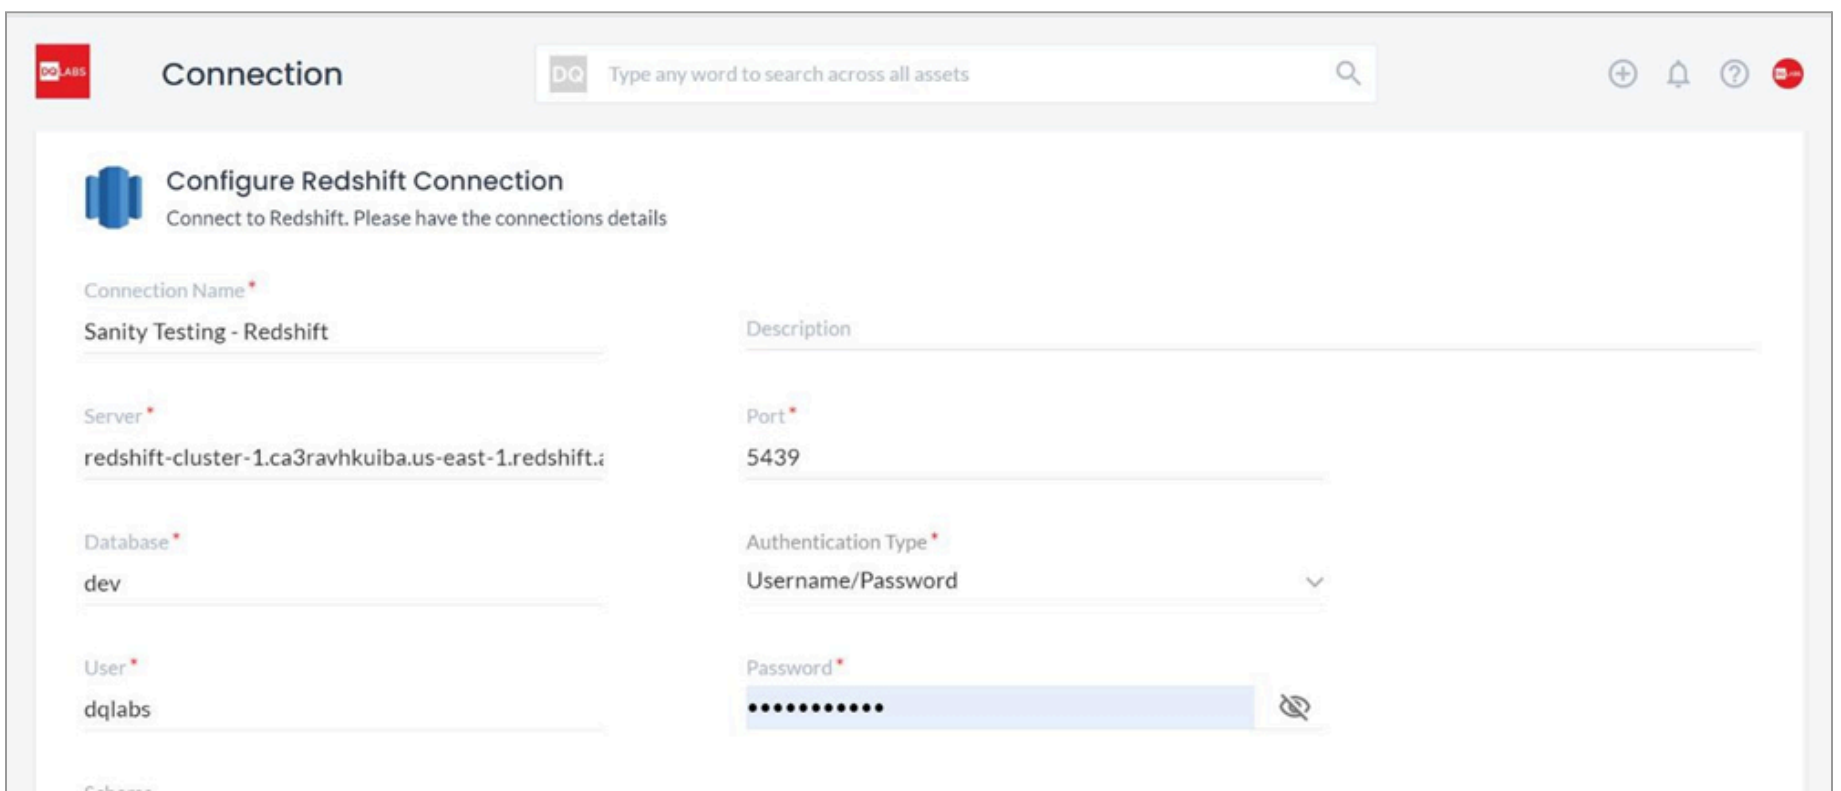 DQLABS
Connection
DQ Type any word to search across all assets
Configure Redshift Connection
Connect to Redshift. Please have the connections details
Connection Name*
Sanity Testing - Redshift
Description
Server*
Port*
redshift-cluster-1.ca3ravhkuiba.us-east-1.redshift.
5439
Database*
Authentication Type*
dev
Username/Password
User*
Password*
dqlabs
•••••••••••